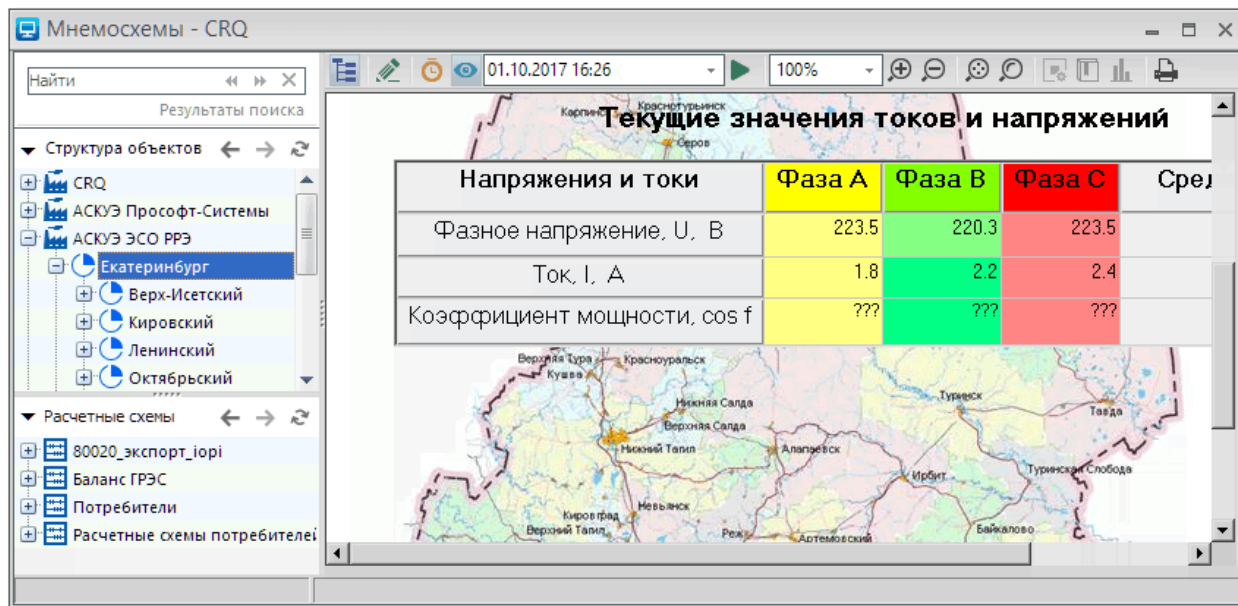 Мнемосхемы - CRQ
Найти
Результаты поиска
01.10.2017 16:26
100%
Структура объектов
CRQ
АСКУЭ Прософт-Системы
АСКУЭ ЭСО РРЭ
Екатеринбург
Верх-Исетский
Кировский
Ленинский
Октябрьский
Расчетные схемы
80020_экспорт_iopi
Баланс ГРЭС
Потребители
Расчетные схемы потребителей
Краснотурьинск
Текущие значения токов и напряжений
Серов
Напряжения и токи Фаза A Фаза B Фаза C
Фазное напряжение, U, В 223.5 220.3 223.5
Ток, I, А 1.8 2.2 2.4
Коэффициент мощности, cos f ??? ??? ???
Верхняя Тура Красноуральск
Кушва
Нижняя Салда Туринск Тавда
Верхняя Салда
Нижний Тагил Алапаевск
Ирбит Туринская Слобода
Кировград Невьянск
Верхний Тагил Реж Артемовский Байкалово